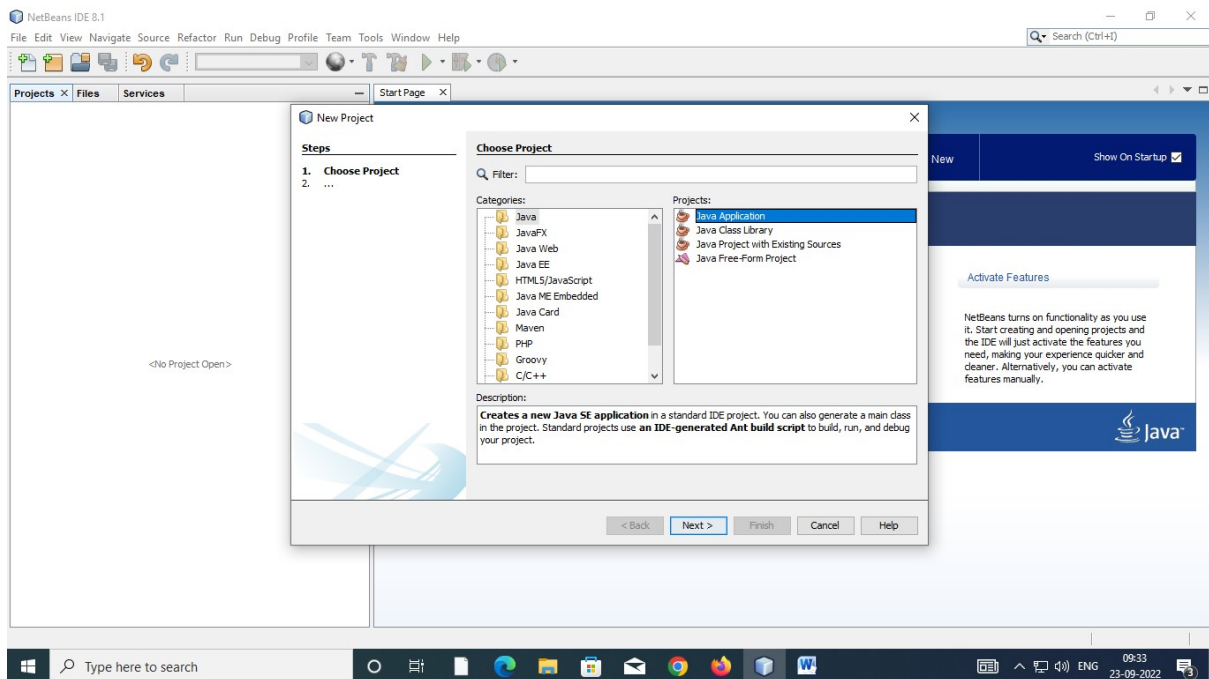 NetBeans IDE 8.1
File Edit View Navigate Source Refactor Run Debug Profile Team Tools Window Help
Search (Ctrl+I)
Projects Files Services
Start Page
<No Project Open>
New Project
Steps
1. Choose Project
2. ...
Choose Project
Filter:
Categories:
Java
JavaFX
Java Web
Java EE
HTML5/JavaScript
Java ME Embedded
Java Card
Maven
PHP
Groovy
C/C++
Projects:
Java Application
Java Class Library
Java Project with Existing Sources
Java Free-Form Project
Description:
Creates a new Java SE application in a standard IDE project. You can also generate a main class
in the project. Standard projects use an IDE-generated Ant build script to build, run, and debug
your project.
< Back
Next >
Finish
Cancel
Help
New
Show On Startup
Activate Features
NetBeans turns on functionality as you use
it. Start creating and opening projects and
the IDE will just activate the features you
need, making your experience quicker and
cleaner. Alternatively, you can activate
features manually.
Java
Type here to search
ENG
09:33
23-09-2022
3